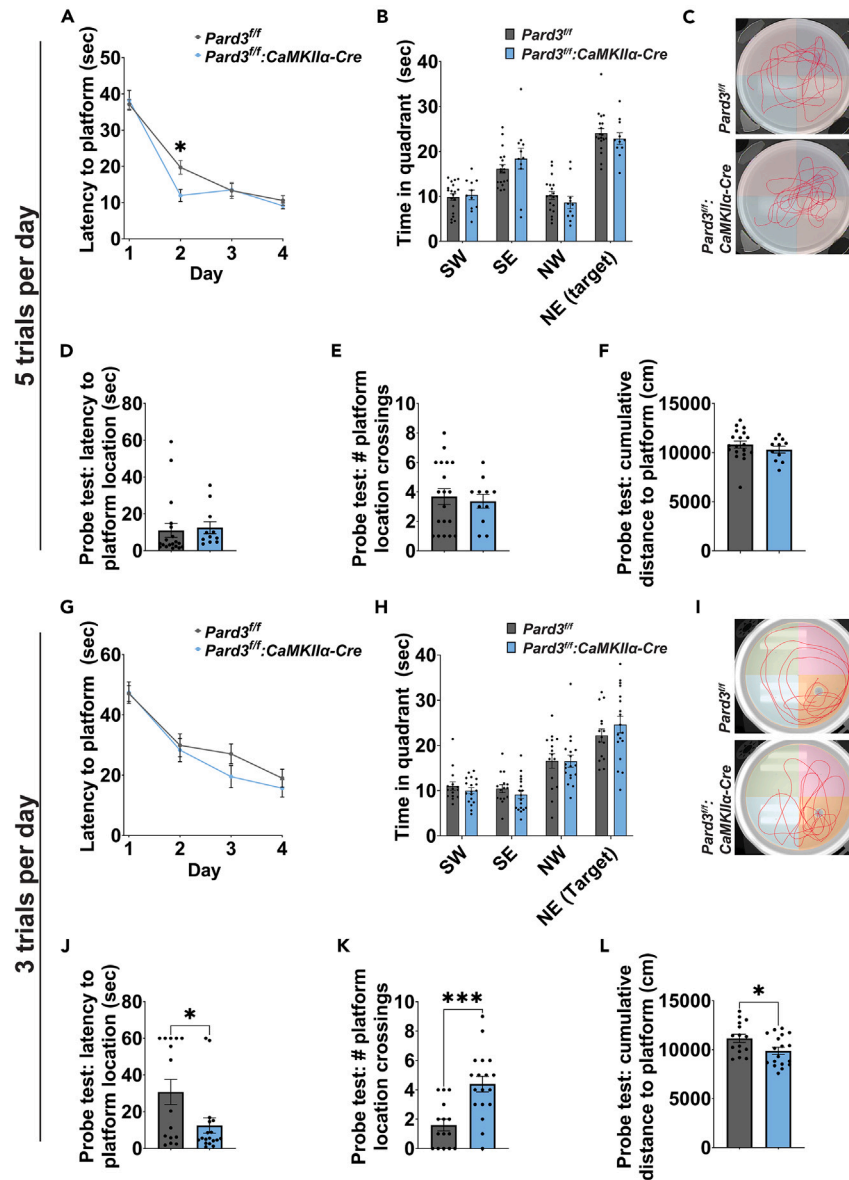 5 trials per day
A
Pard3f/f
Pard3f/f:CaMKIIα-Cre
Latency to platform (sec)
50
40
30
20
10
0
*
1 2 3 4
Day
B
Pard3f/f
Pard3f/f:CaMKIIα-Cre
Time in quadrant (sec)
40
30
20
10
0
SW
SE
NW
NE (target)
C
Pard3f/f
Pard3f/f:
CaMKIIα-Cre
D
Probe test: latency to
platform location (sec)
80
60
40
20
0
E
Probe test: # platform
location crossings
10
8
6
4
2
0
F
Probe test: cumulative
distance to platform (cm)
15000
10000
5000
0
3 trials per day
G
Pard3f/f
Pard3f/f:CaMKIIα-Cre
Latency to platform (sec)
60
40
20
0
1 2 3 4
Day
H
Pard3f/f
Pard3f/f:CaMKIIα-Cre
Time in quadrant (sec)
40
30
20
10
0
SW
SE
NW
NE (Target)
I
Pard3f/f
Pard3f/f:
CaMKIIα-Cre
J
Probe test: latency to
platform location (sec)
80
60
40
20
0
*
K
Probe test: # platform
location crossings
10
8
6
4
2
0
***
L
Probe test: cumulative
distance to platform (cm)
15000
10000
5000
0
*